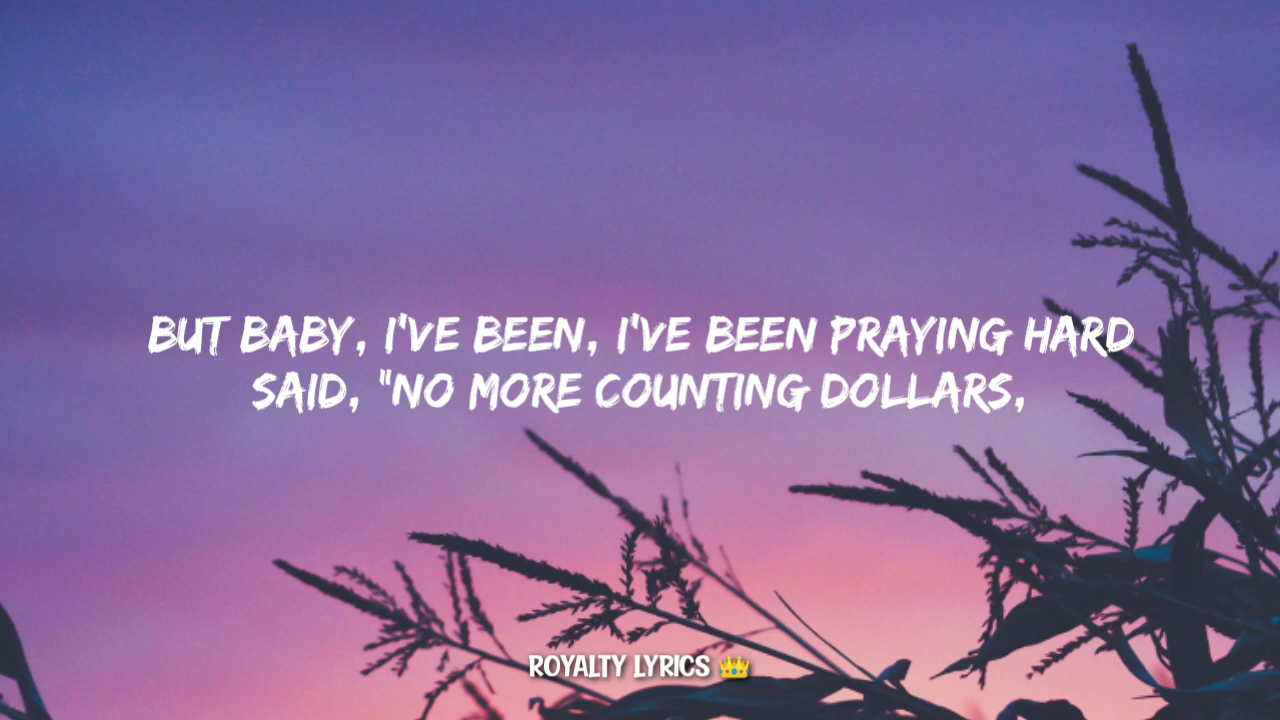 BUT BABY, I'VE BEEN, I'VE BEEN PRAYING HARD
SAID, "NO MORE COUNTING DOLLARS,
ROYALTY LYRICS 👑